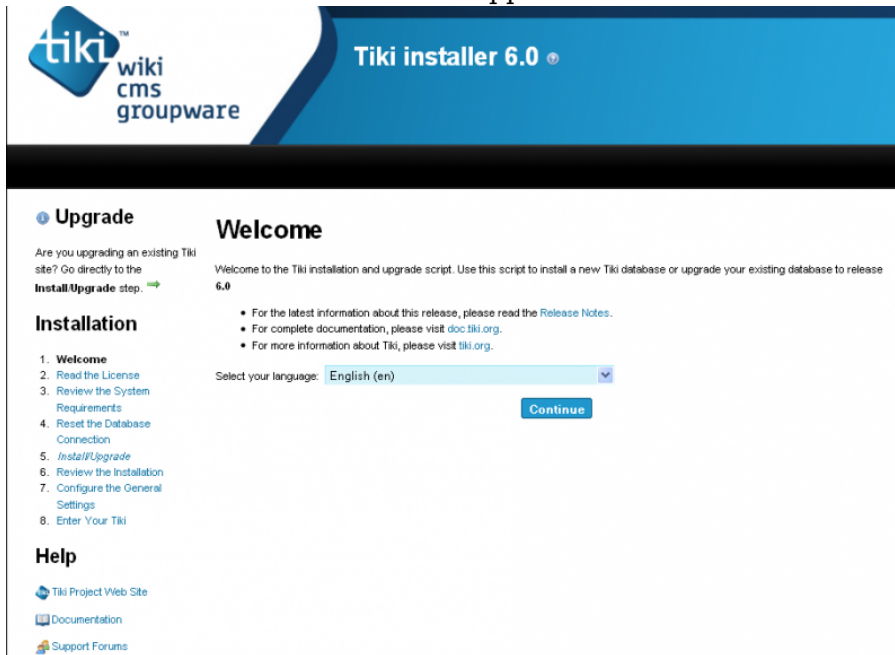 tiki™
wiki
cms
groupware
Tiki installer 6.0
Upgrade
Are you upgrading an existing Tiki
site? Go directly to the
Install/Upgrade step.
Installation
1. Welcome
2. Read the License
3. Review the System
Requirements
4. Reset the Database
Connection
5. Install/Upgrade
6. Review the Installation
7. Configure the General
Settings
8. Enter Your Tiki
Help
Tiki Project Web Site
Documentation
Support Forums
Welcome
Welcome to the Tiki installation and upgrade script. Use this script to install a new Tiki database or upgrade your existing database to release
6.0
• For the latest information about this release, please read the Release Notes.
• For complete documentation, please visit doc.tiki.org.
• For more information about Tiki, please visit tiki.org.
Select your language: English (en)
Continue